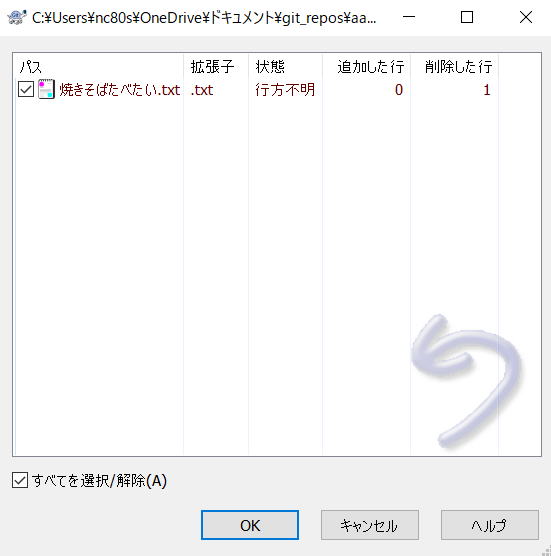 C:¥Users¥nc80s¥OneDrive¥ドキュメント¥git_repos¥aa...
パス 拡張子 状態 追加した行 削除した行
焼きそばたべたい.txt .txt 行方不明 0 1
すべてを選択/解除(A)
OK キャンセル ヘルプ